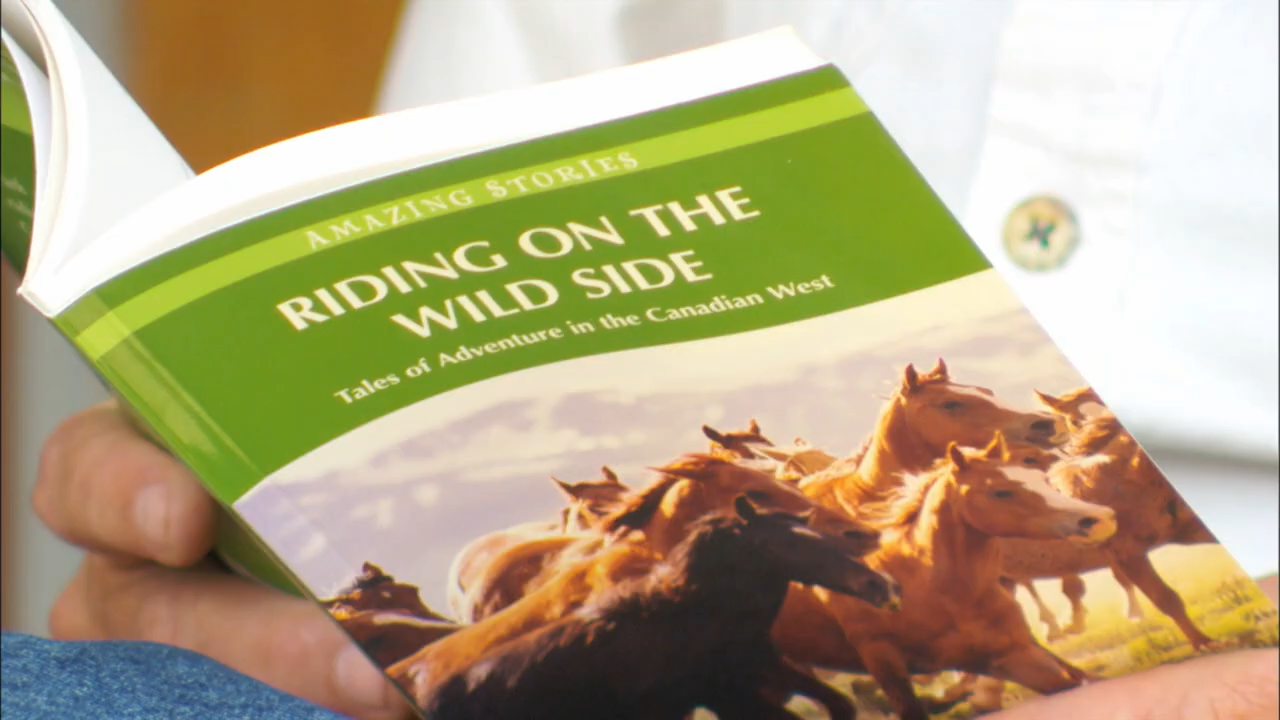 AMAZING STORIES
RIDING ON THE
WILD SIDE
Tales of Adventure in the Canadian West